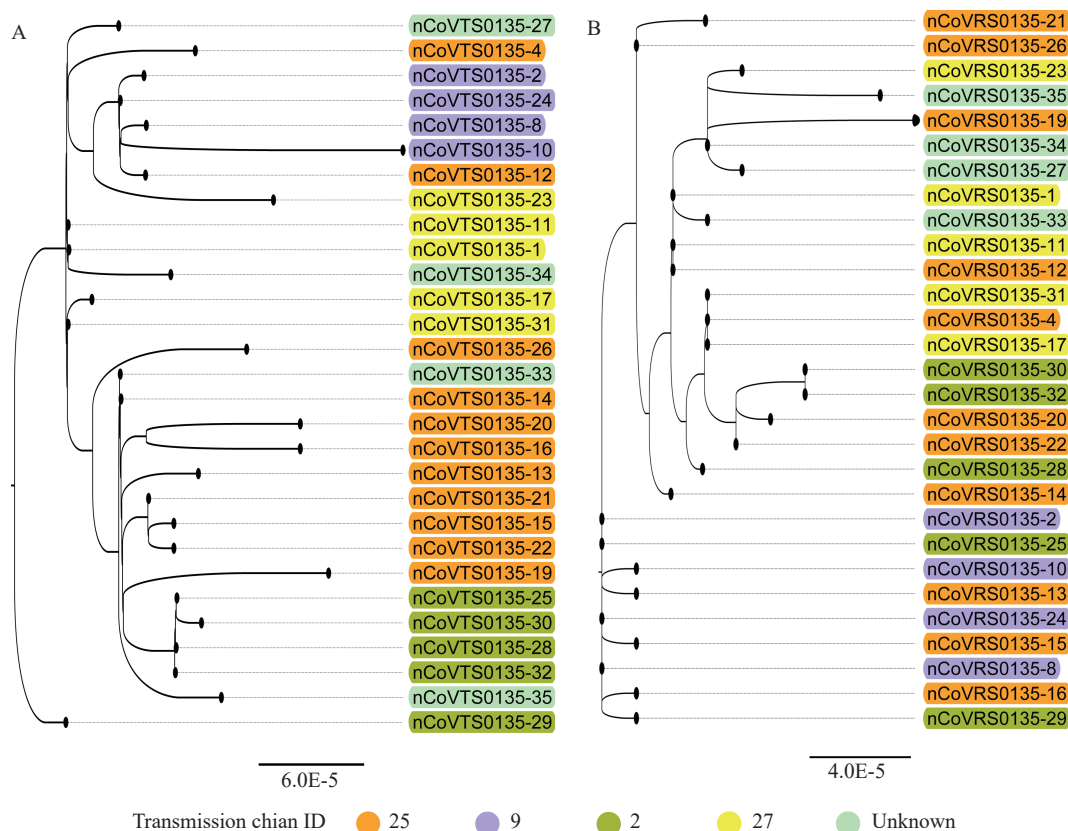 A
nCoVTS0135-27
nCoVTS0135-4
nCoVTS0135-2
nCoVTS0135-24
nCoVTS0135-8
nCoVTS0135-10
nCoVTS0135-12
nCoVTS0135-23
nCoVTS0135-11
nCoVTS0135-1
nCoVTS0135-34
nCoVTS0135-17
nCoVTS0135-31
nCoVTS0135-26
nCoVTS0135-33
nCoVTS0135-14
nCoVTS0135-20
nCoVTS0135-16
nCoVTS0135-13
nCoVTS0135-21
nCoVTS0135-15
nCoVTS0135-22
nCoVTS0135-19
nCoVTS0135-25
nCoVTS0135-30
nCoVTS0135-28
nCoVTS0135-32
nCoVTS0135-35
nCoVTS0135-29
6.0E-5
B
nCoVRS0135-21
nCoVRS0135-26
nCoVRS0135-23
nCoVRS0135-35
nCoVRS0135-19
nCoVRS0135-34
nCoVRS0135-27
nCoVRS0135-1
nCoVRS0135-33
nCoVRS0135-11
nCoVRS0135-12
nCoVRS0135-31
nCoVRS0135-4
nCoVRS0135-17
nCoVRS0135-30
nCoVRS0135-32
nCoVRS0135-20
nCoVRS0135-22
nCoVRS0135-28
nCoVRS0135-14
nCoVRS0135-2
nCoVRS0135-25
nCoVRS0135-10
nCoVRS0135-13
nCoVRS0135-24
nCoVRS0135-15
nCoVRS0135-8
nCoVRS0135-16
nCoVRS0135-29
4.0E-5
Transmission chian ID 25 9 2 27 Unknown